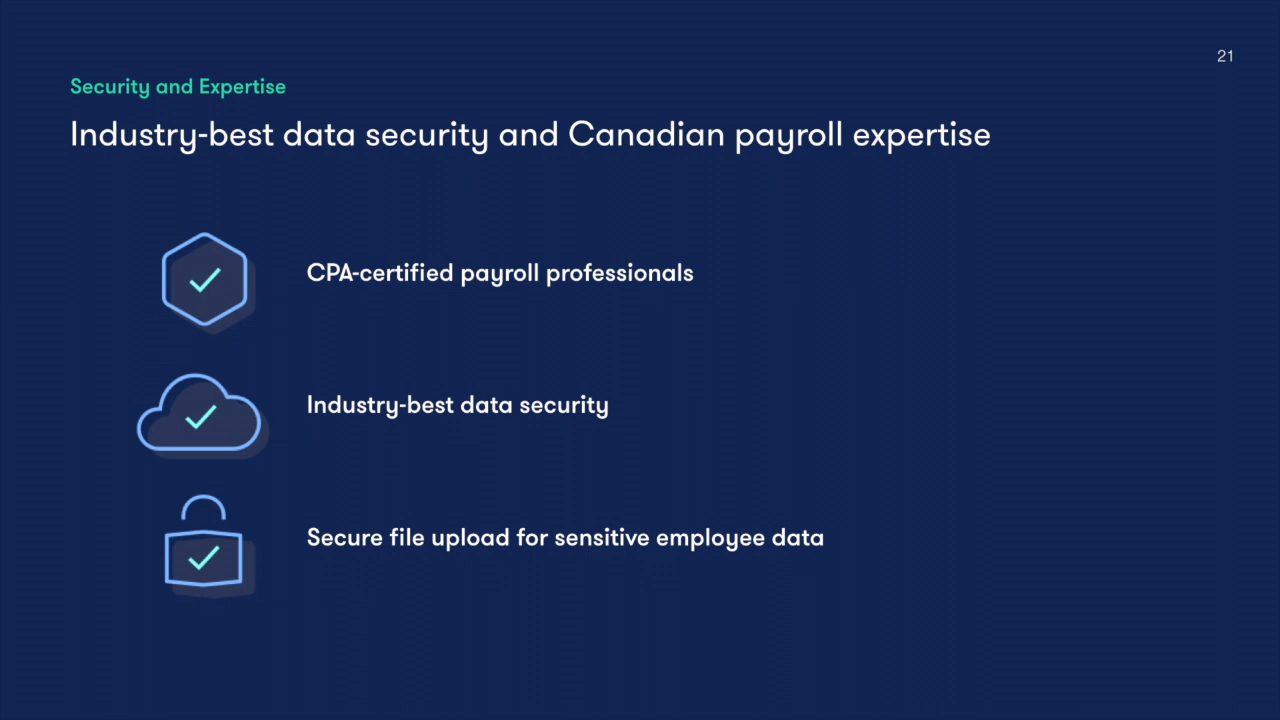 21
Security and Expertise
Industry-best data security and Canadian payroll expertise
CPA-certified payroll professionals
Industry-best data security
Secure file upload for sensitive employee data